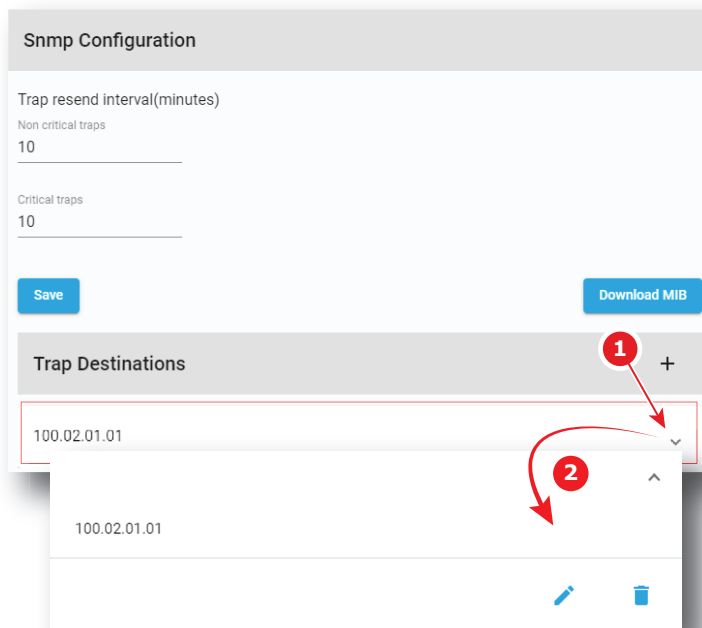 Snmp Configuration
Trap resend interval(minutes)
Non critical traps
10
Critical traps
10
Save
Download MIB
Trap Destinations
1
+
100.02.01.01
2
100.02.01.01